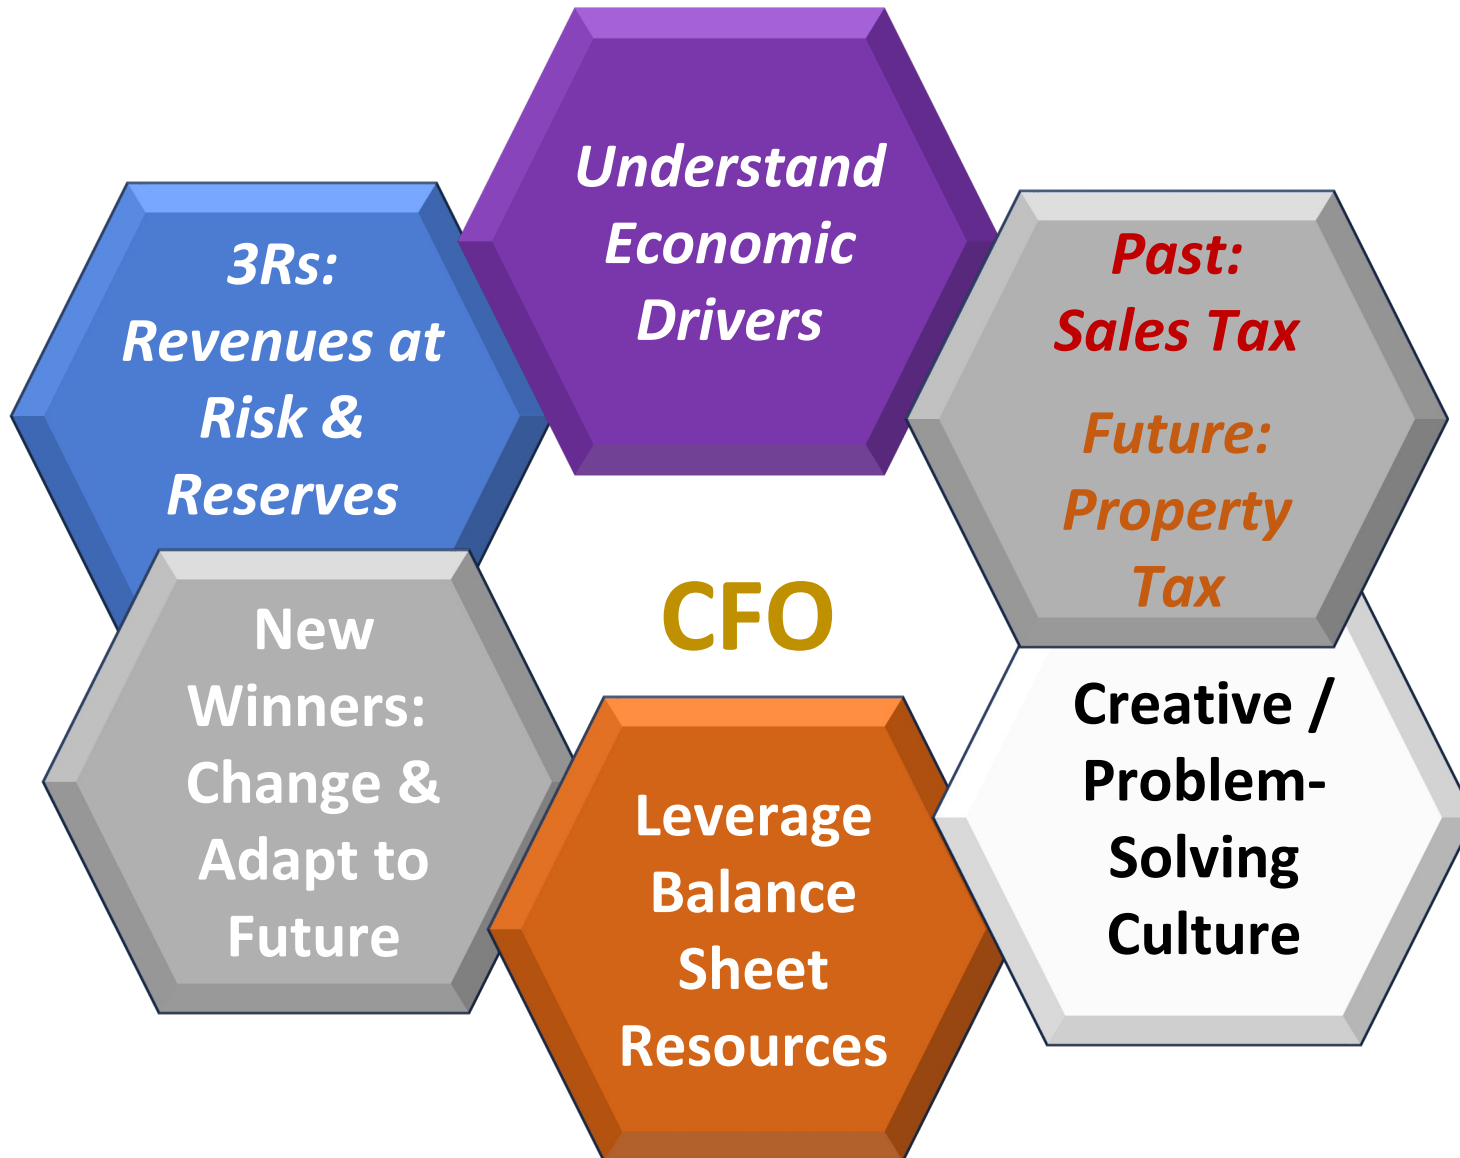 Understand
Economic
Drivers
3Rs:
Revenues at
Risk &
Reserves
Past:
Sales Tax
Future:
Property
Tax
CFO
New
Winners:
Change &
Adapt to
Future
Leverage
Balance
Sheet
Resources
Creative /
Problem-
Solving
Culture